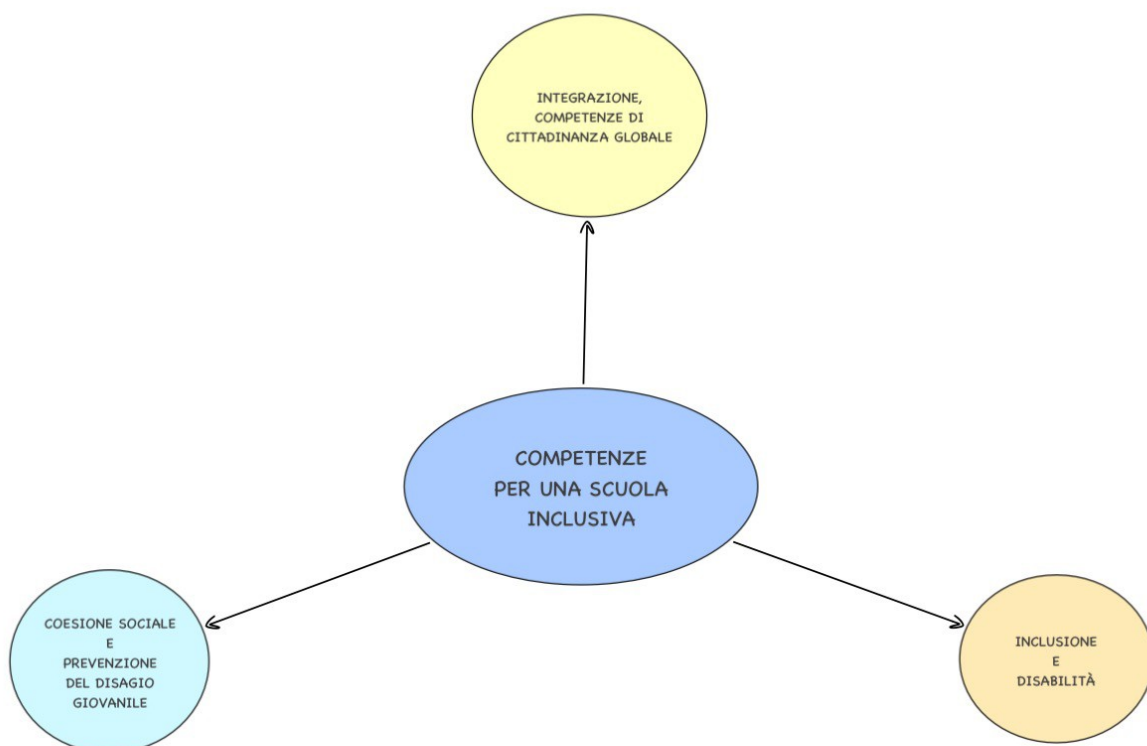 INTEGRAZIONE,
COMPETENZE DI
CITTADINANZA GLOBALE
COMPETENZE
PER UNA SCUOLA
INCLUSIVA
COESIONE SOCIALE
E
PREVENZIONE
DEL DISAGIO
GIOVANILE
INCLUSIONE
E
DISABILITÀ